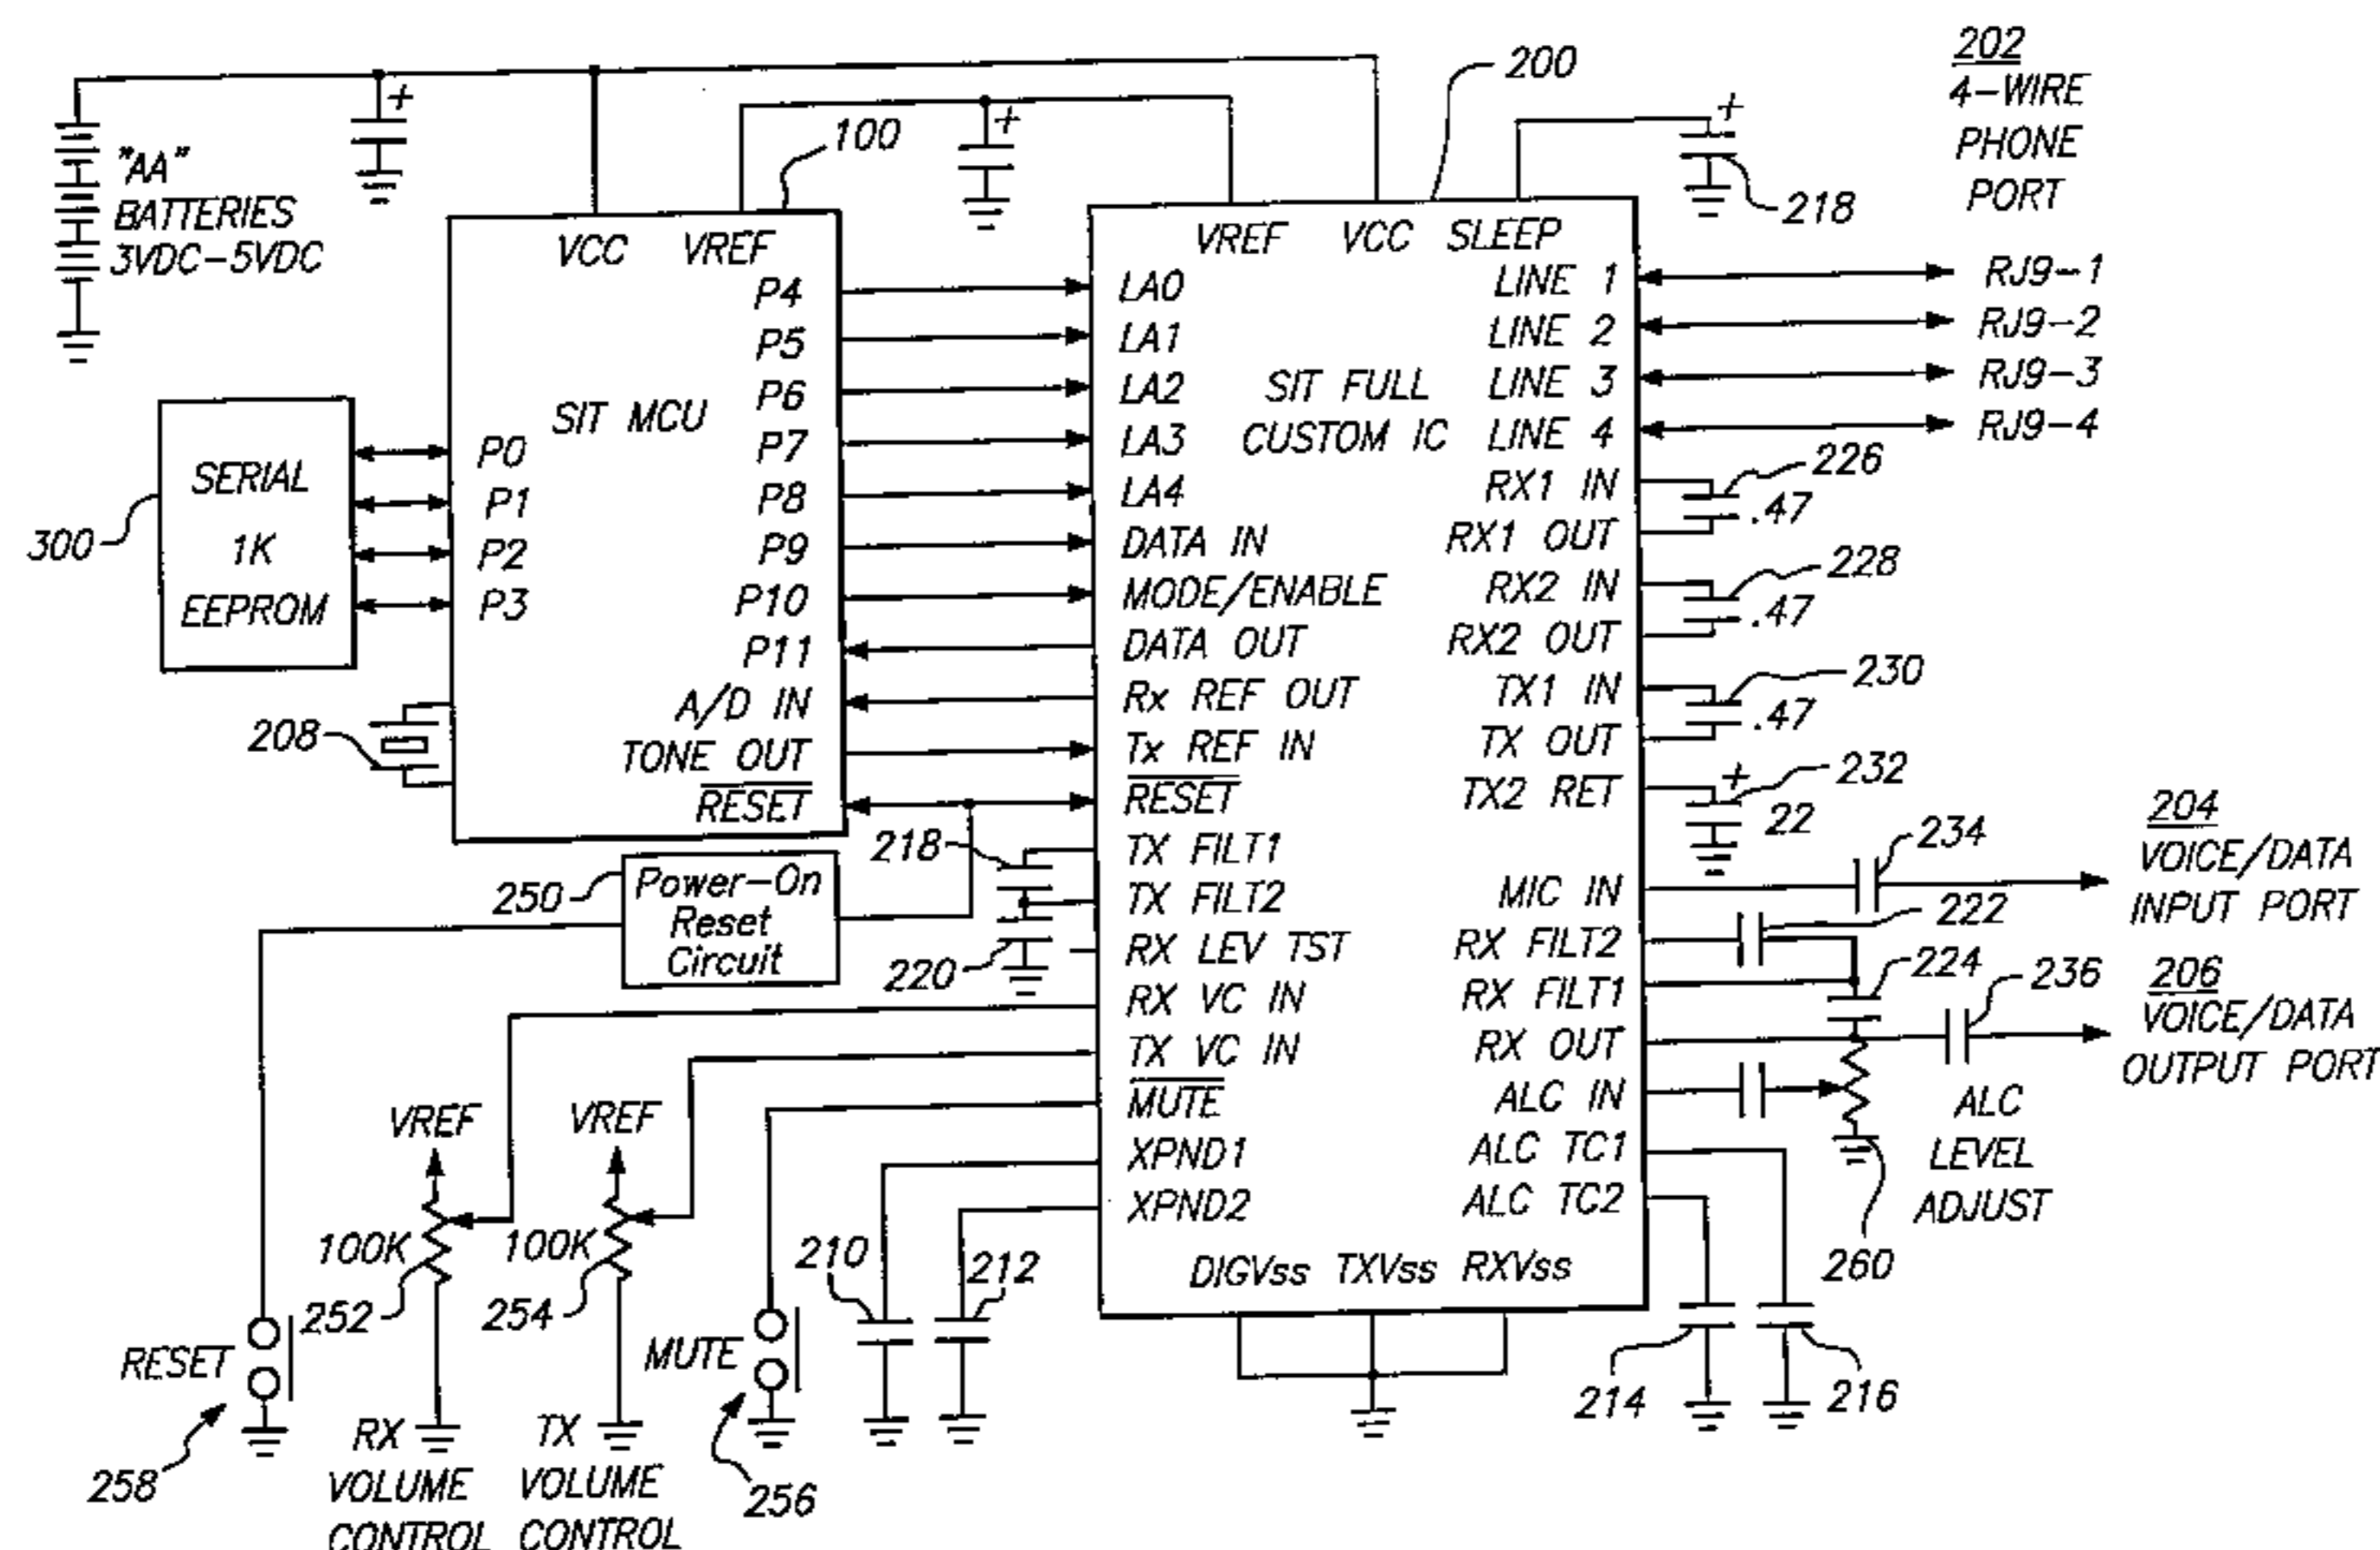 202
4-WIRE
PHONE
PORT
200
+
+
+
100
"AA"
BATTERIES
3VDC-5VDC
218
VCC VREF
VREF VCC SLEEP
P4
P5
P6
P7
P8
P9
P10
P11
A/D IN
TONE OUT
RESET
SIT MCU
P0
P1
P2
P3
SERIAL
1K
EEPROM
300
208
LA0
LA1
LA2
LA3
LA4
DATA IN
MODE/ENABLE
DATA OUT
Rx REF OUT
Tx REF IN
RESET
TX FILT1
TX FILT2
RX LEV TST
RX VC IN
TX VC IN
MUTE
XPND1
XPND2
SIT FULL
CUSTOM IC
LINE 1
LINE 2
LINE 3
LINE 4
RX1 IN
RX1 OUT
RX2 IN
RX2 OUT
TX1 IN
TX OUT
TX2 RET
MIC IN
RX FILT2
RX FILT1
RX OUT
ALC IN
ALC TC1
ALC TC2
DIGVss TXVss RXVss
RJ9-1
RJ9-2
RJ9-3
RJ9-4
226
.47
228
.47
230
.47
+
232
22
234
204
VOICE/DATA
INPUT PORT
222
224
236
206
VOICE/DATA
OUTPUT PORT
ALC
LEVEL
ADJUST
260
214
216
218
220
250
Power-On
Reset
Circuit
VREF
VREF
100K
100K
252
254
210
212
RESET
MUTE
258
256
RX
VOLUME
CONTROL
TX
VOLUME
CONTROL